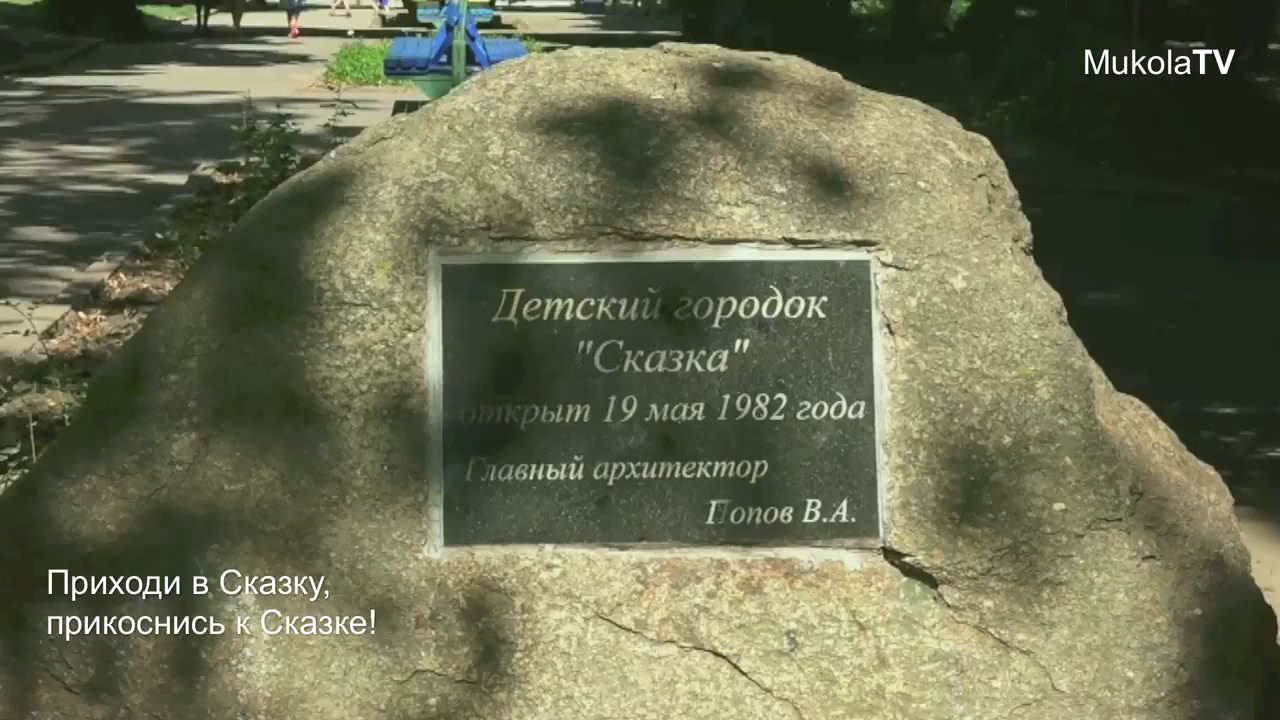 MukolaTV
Детский городок
"Сказка"
открыт 19 мая 1982 года
Главный архитектор
Попов В.А.
Приходи в Сказку,
прикоснись к Сказке!